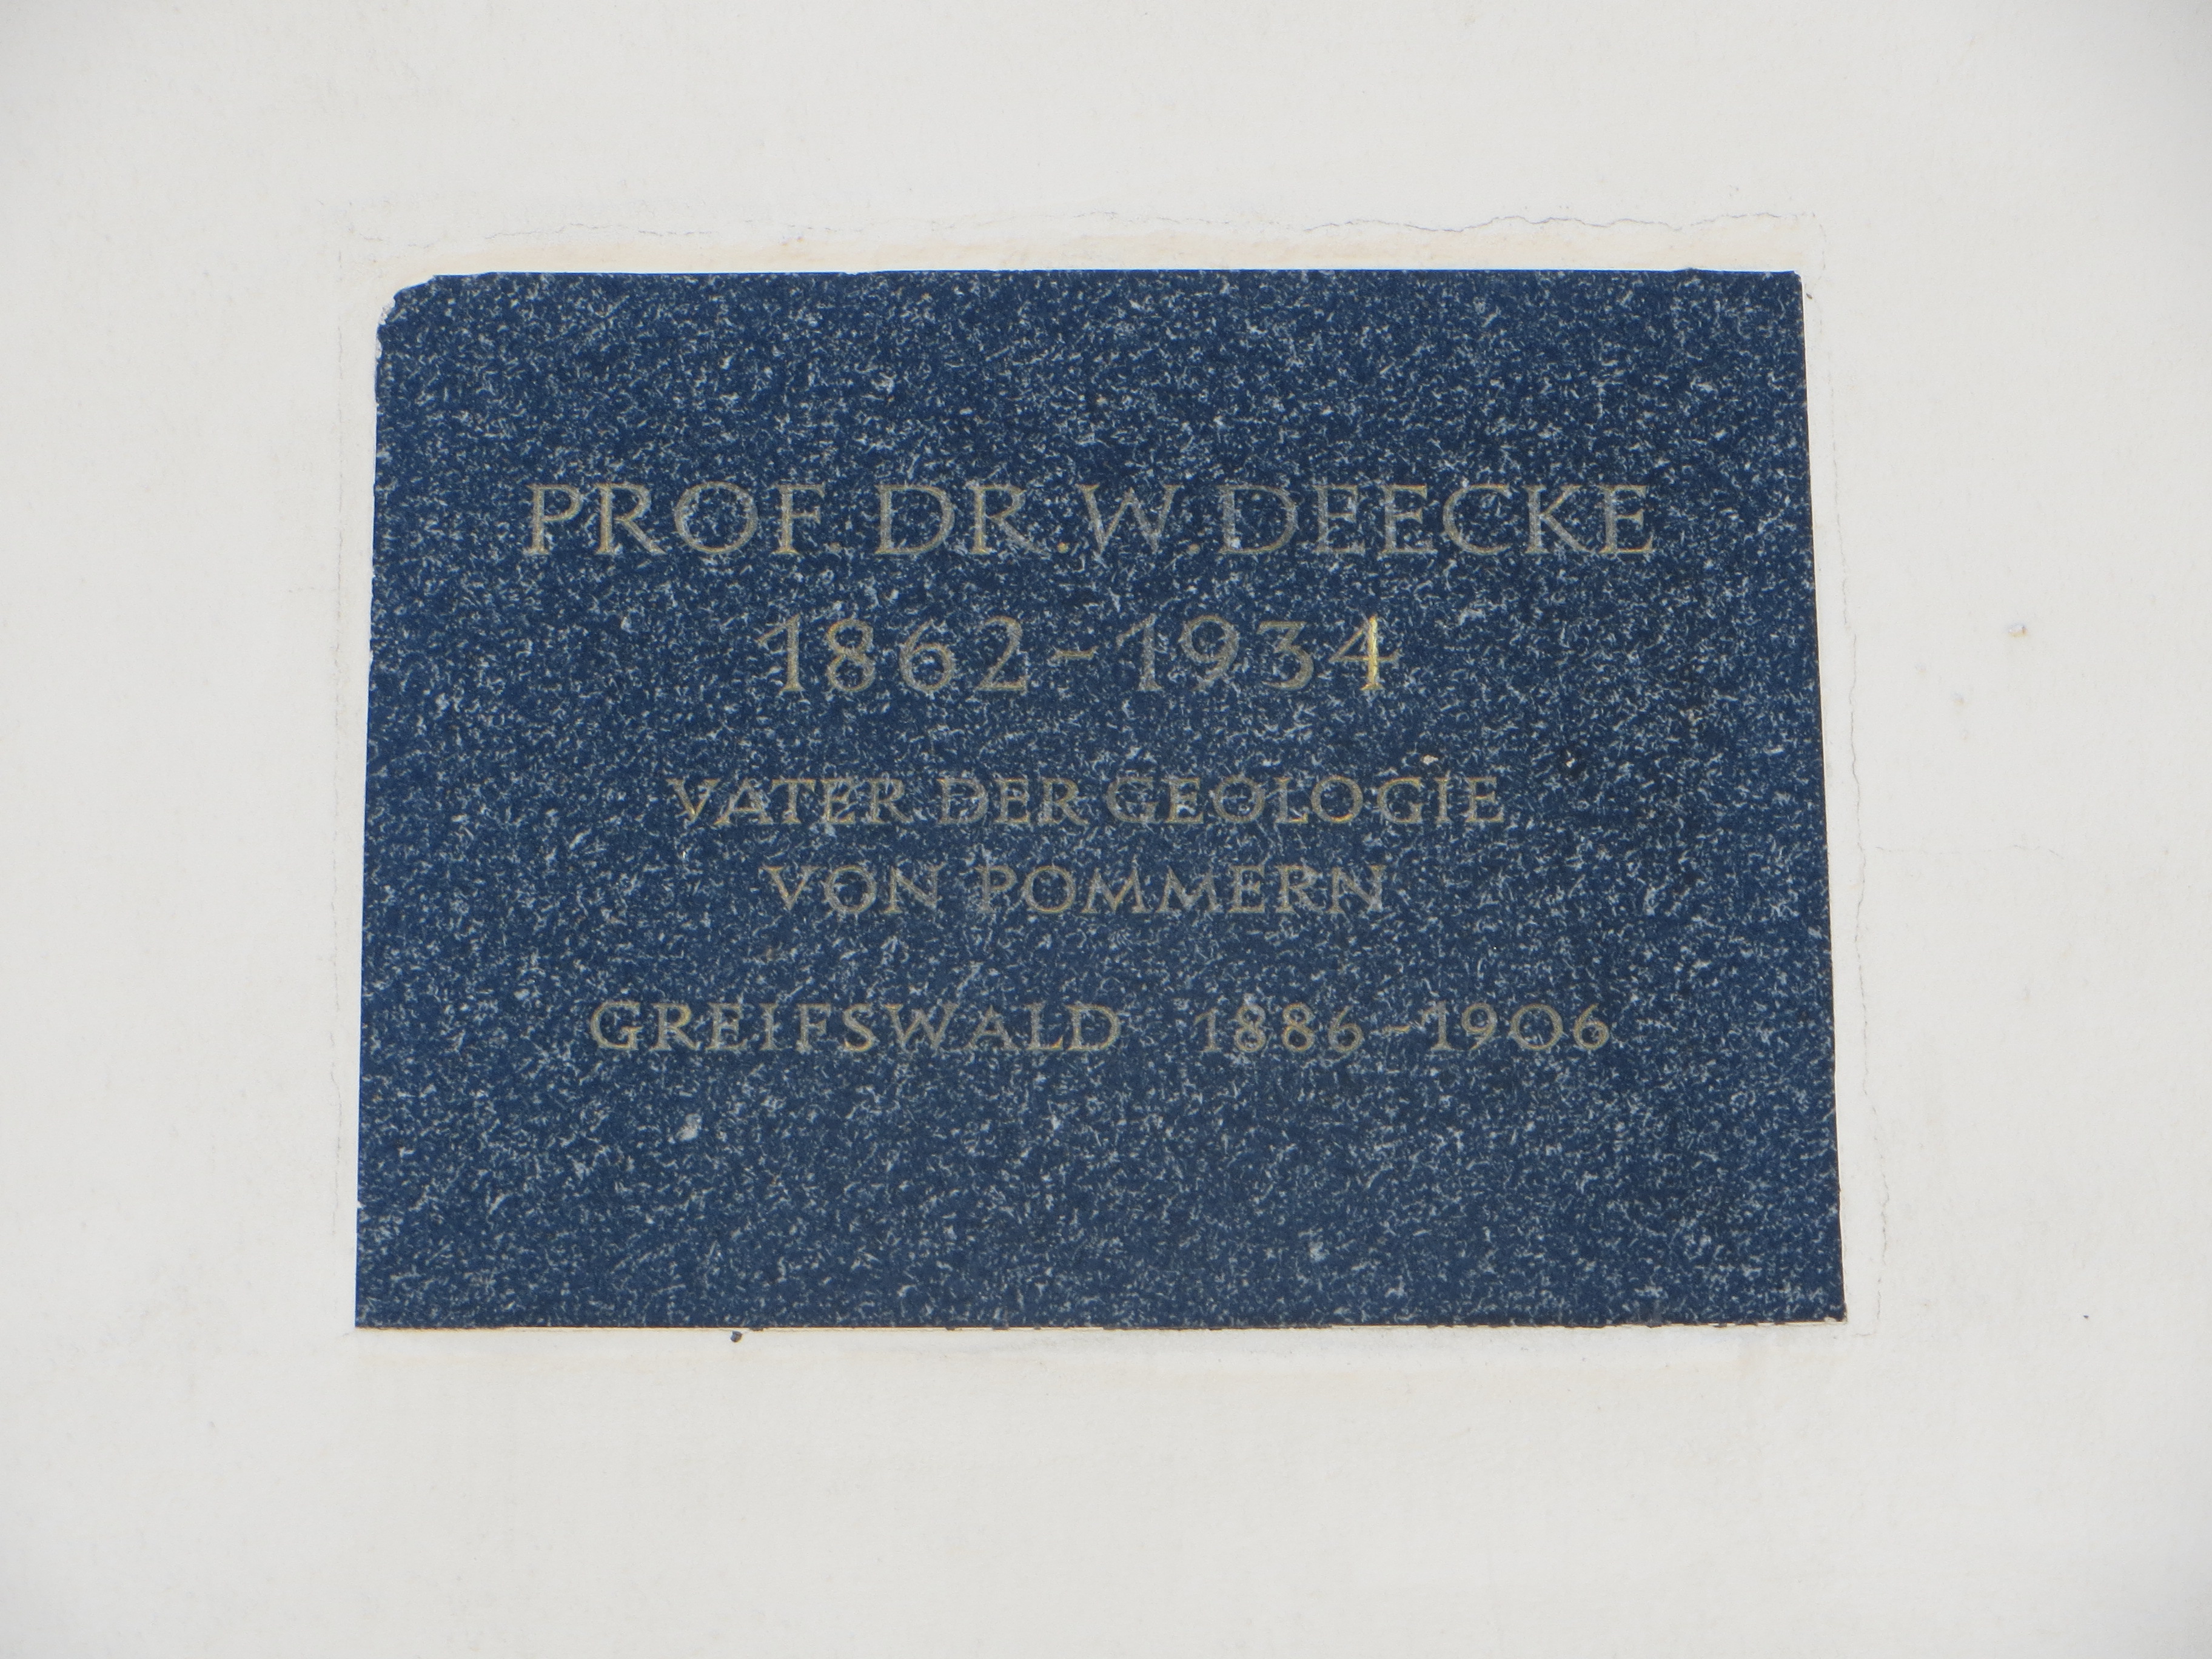 PROF. DR. W. DEECKE
1862-1934
VATER DER GEOLOGIE
VON POMMERN
GREIFSWALD 1886-1906